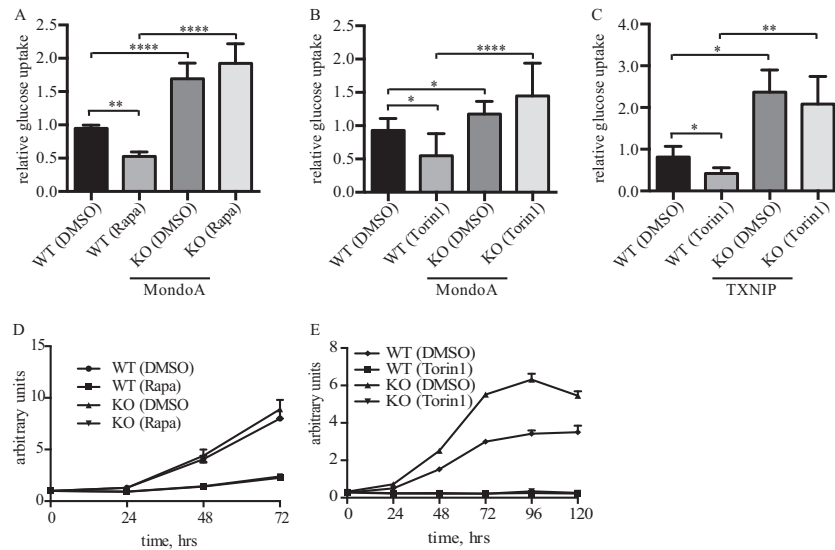 A
relative glucose uptake
2.5
2.0
1.5
1.0
0.5
0.0
**
****
****
WT (DMSO)
WT (Rapa)
KO (DMSO)
KO (Rapa)
MondoA
B
relative glucose uptake
2.5
2.0
1.5
1.0
0.5
0.0
*
*
****
WT (DMSO)
WT (Torin1)
KO (DMSO)
KO (Torin1)
MondoA
C
relative glucose uptake
4.0
3.0
2.0
1.0
0.0
*
*
**
WT (DMSO)
WT (Torin1)
KO (DMSO)
KO (Torin1)
TXNIP
D
arbitrary units
15
10
5
0
WT (DMSO)
WT (Rapa)
KO (DMSO
KO (Rapa)
0 24 48 72
time, hrs
E
arbitrary units
8
6
4
2
0
WT (DMSO)
WT (Torin1)
KO (DMSO)
KO (Torin1)
0 24 48 72 96 120
time, hrs